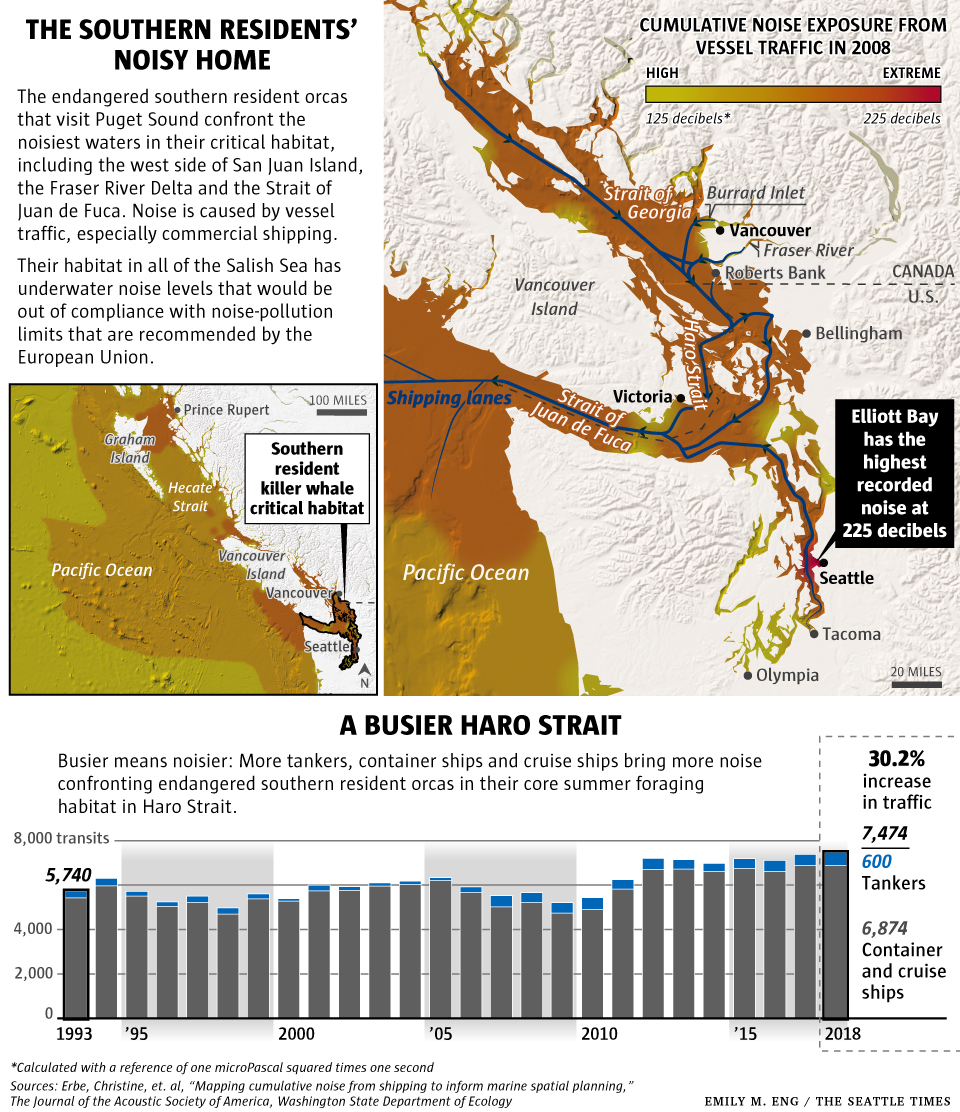 THE SOUTHERN RESIDENTS’
NOISY HOME
The endangered southern resident orcas
that visit Puget Sound confront the
noisiest waters in their critical habitat,
including the west side of San Juan Island,
the Fraser River Delta and the Strait of
Juan de Fuca. Noise is caused by vessel
traffic, especially commercial shipping.
Their habitat in all of the Salish Sea has
underwater noise levels that would be
out of compliance with noise-pollution
limits that are recommended by the
European Union.
Prince Rupert
100 MILES
Graham
Island
Southern
resident
killer whale
critical habitat
Hecate
Strait
Vancouver
Island
Pacific Ocean
Vancouver
Seattle
N
CUMULATIVE NOISE EXPOSURE FROM
VESSEL TRAFFIC IN 2008
HIGH
EXTREME
125 decibels*
225 decibels
Strait of
Georgia
Burrard Inlet
Vancouver
Fraser River
Roberts Bank
CANADA
U.S.
Vancouver
Island
Bellingham
Haro Strait
Victoria
Shipping lanes
Strait of
Juan de Fuca
Elliott Bay
has the
highest
recorded
noise at
225 decibels
Pacific Ocean
Seattle
Tacoma
Olympia
20 MILES
A BUSIER HARO STRAIT
Busier means noisier: More tankers, container ships and cruise ships bring more noise
confronting endangered southern resident orcas in their core summer foraging
habitat in Haro Strait.
30.2%
increase
in traffic
8,000 transits
7,474
5,740
600
Tankers
4,000
6,874
Container
and cruise
ships
2,000
0
1993
’95
2000
’05
2010
’15
2018
*Calculated with a reference of one microPascal squared times one second
Sources: Erbe, Christine, et. al, “Mapping cumulative noise from shipping to inform marine spatial planning,”
The Journal of the Acoustic Society of America, Washington State Department of Ecology
EMILY M. ENG / THE SEATTLE TIMES